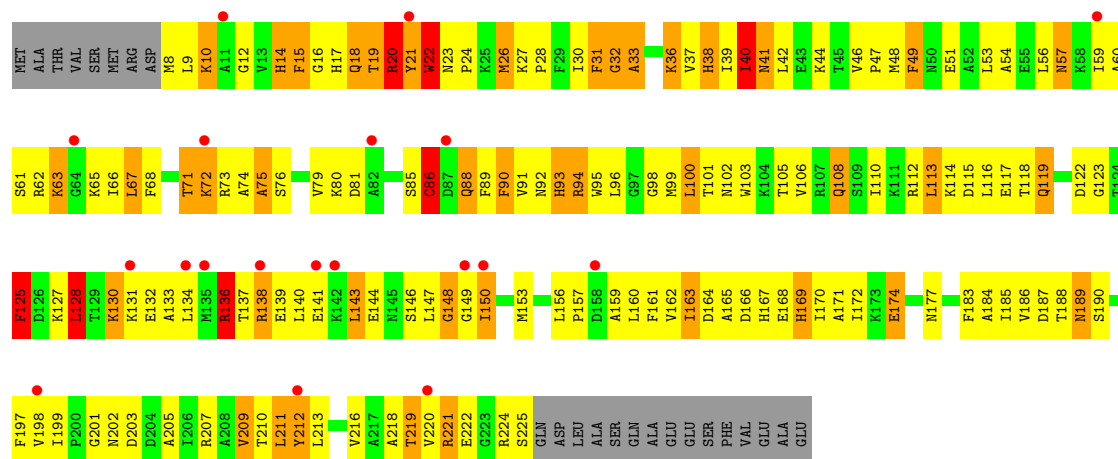 MET ALA THR VAL SER MET ARG ASP M8 L9 K10 A11 G12 V13 H14 F15 G16 H17 Q18 T19 R20 Y21 W22 N23 P24 K25 M26 K27 P28 F29 I30 F31 G32 A33 K36 V37 H38 I39 I40 N41 L42 E43 K44 T45 V46 P47 M48 F49 N50 E51 A52 L53 A54 E55 L56 N57 K58 I59 A60
S61 R62 K63 G64 K65 I66 L67 F68 T71 K72 R73 A74 A75 S76 V79 K80 D81 A82 S85 C86 D87 Q88 F89 F90 V91 N92 H93 R94 W95 L96 G97 G98 M99 L100 T101 N102 W103 K104 T105 V106 R107 Q108 S109 I110 K111 R112 L113 K114 D115 L116 E117 T118 Q119 D122 G123 T124
F125 D126 K127 L128 T129 K130 K131 E132 A133 L134 M135 R136 T137 R138 E139 L140 E141 K142 L143 E144 N145 S146 L147 G148 G149 I150 M153 L156 P157 D158 A159 L160 F161 V162 I163 D164 A165 D166 H167 E168 H169 I170 A171 I172 K173 E174 N177 F183 A184 I185 V186 D187 T188 N189 S190
F197 V198 I199 P200 G201 N202 D203 D204 A205 I206 R207 A208 V209 T210 L211 Y212 L213 V216 A217 A218 T219 V220 R221 E222 G223 R224 S225 GLN ASP LEU ALA SER GLN ALA GLU GLU SER PHE VAL GLU ALA GLU